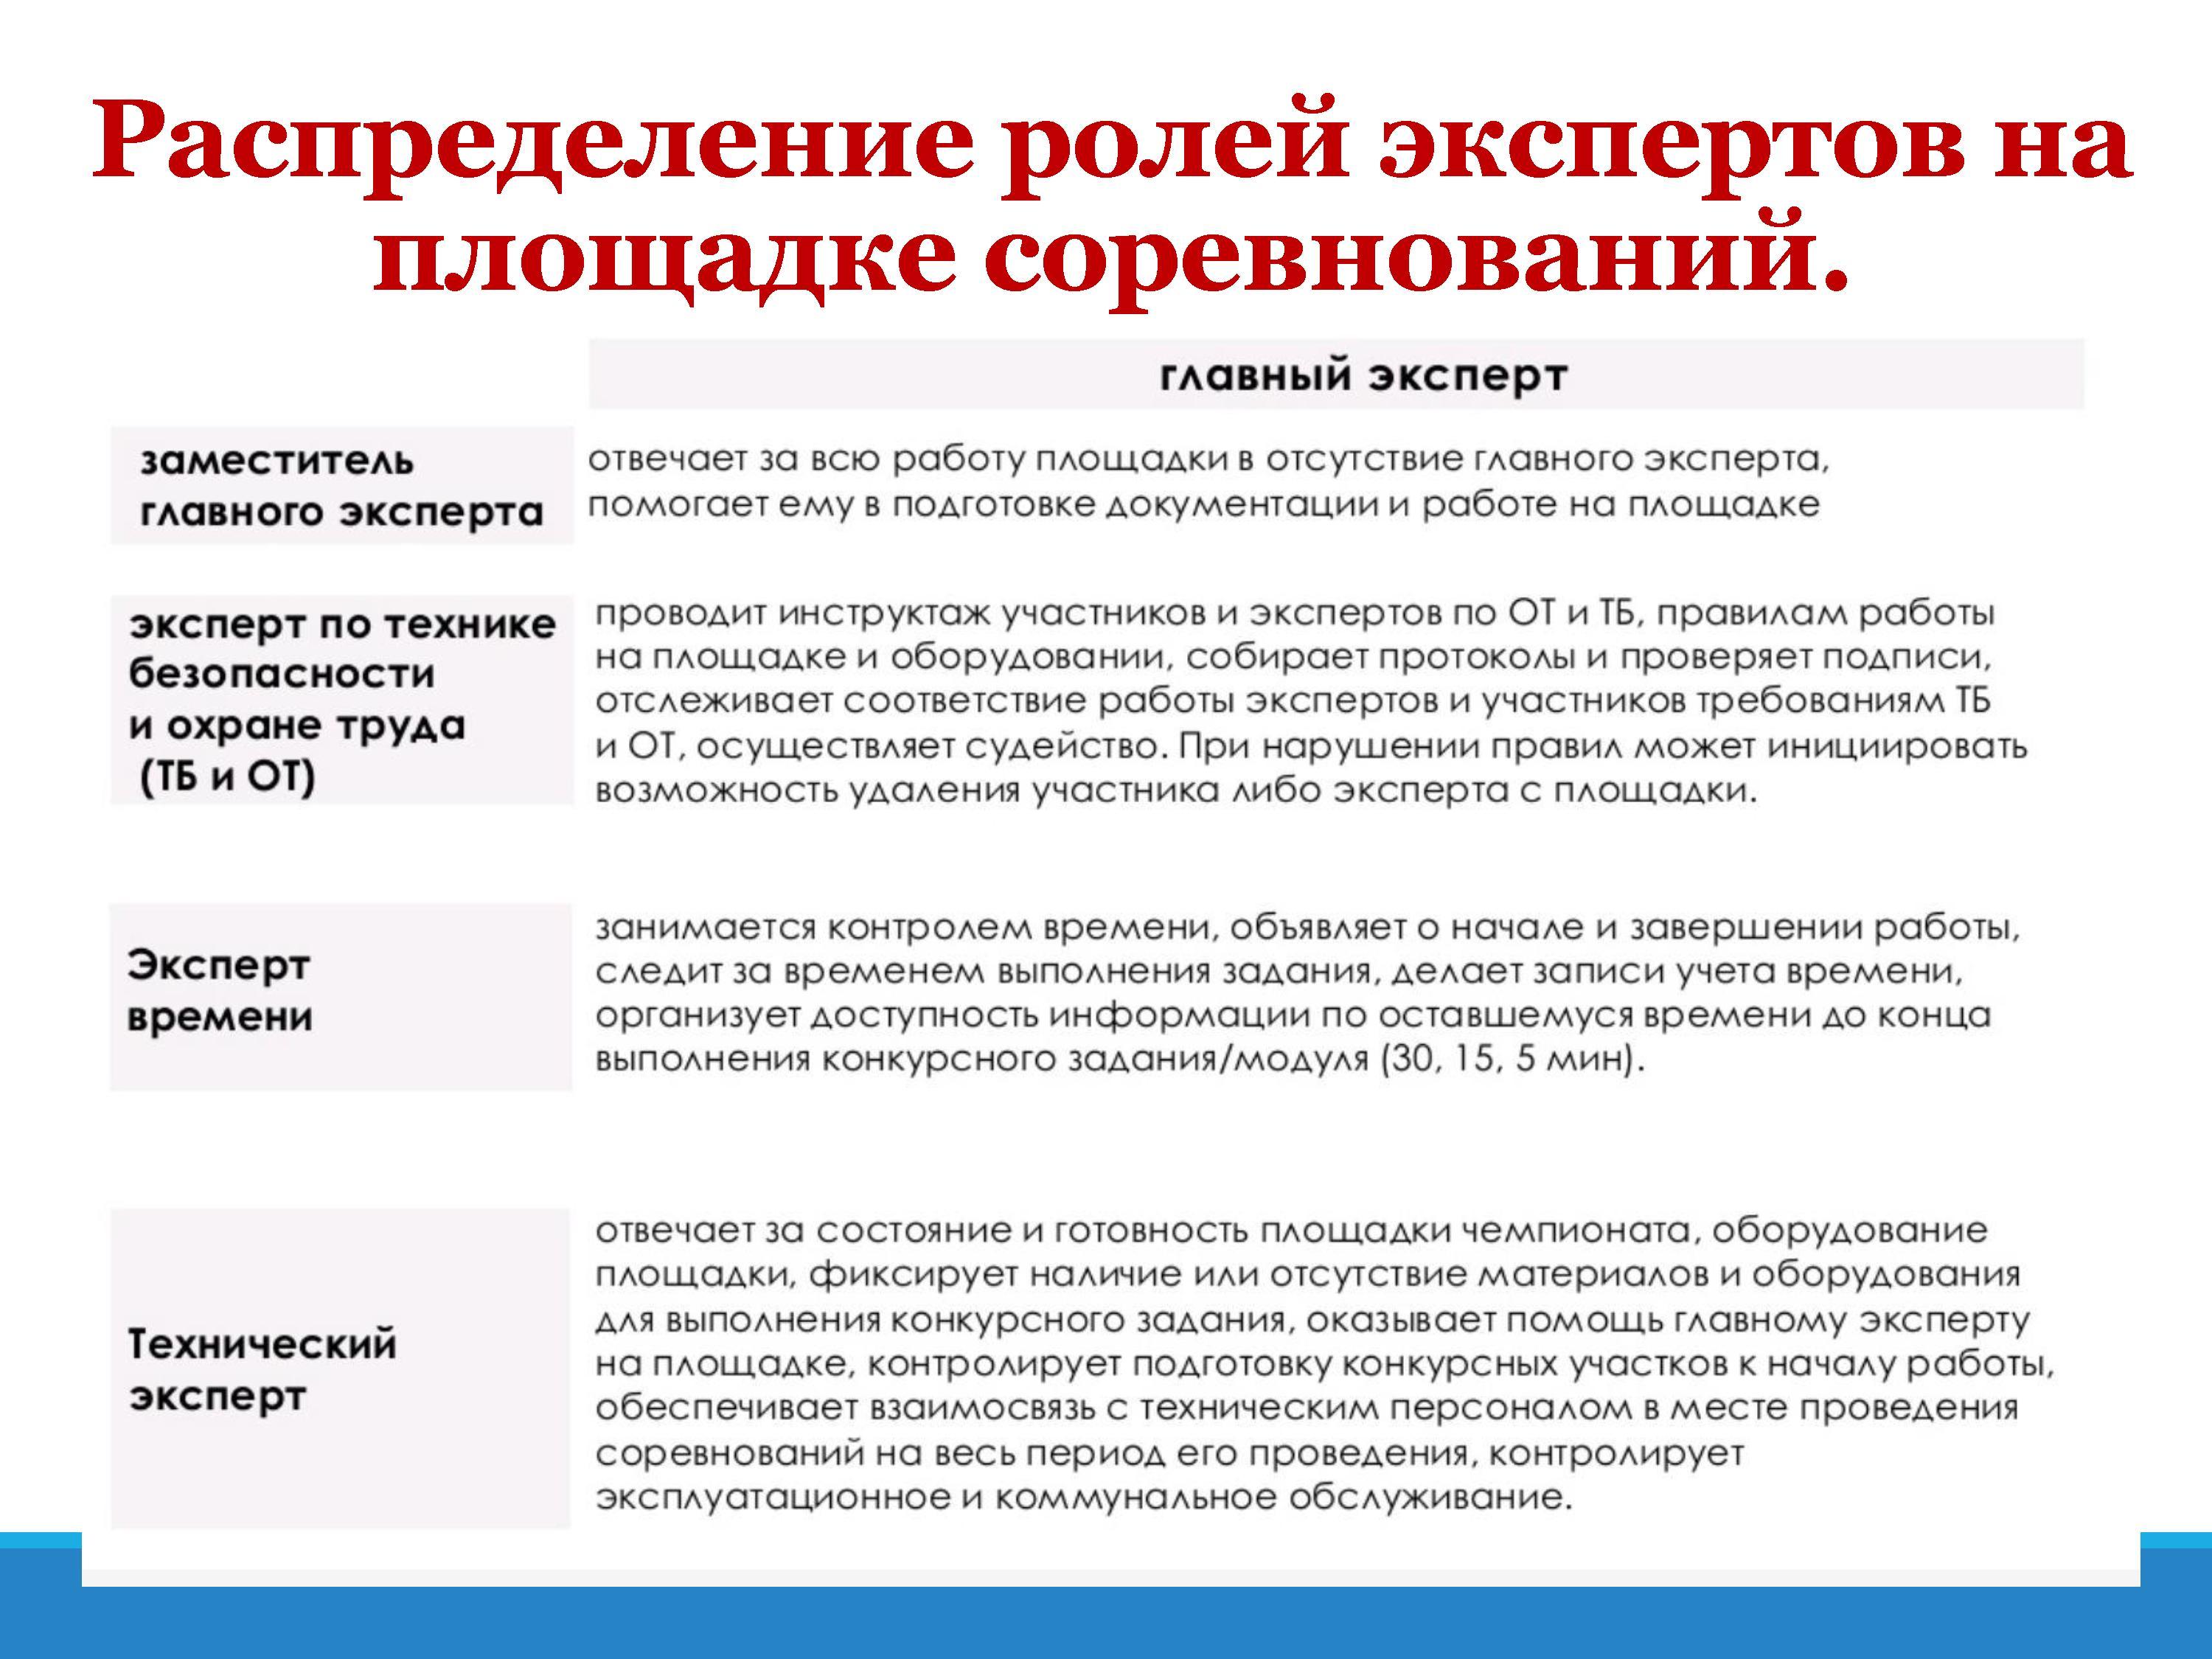 Распределение ролей экспертов на
площадке соревнований.
главный эксперт
заместитель
главного эксперта
отвечает за всю работу площадки в отсутствие главного эксперта,
помогает ему в подготовке документации и работе на площадке
эксперт по технике
безопасности
и охране труда
(ТБ и ОТ)
проводит инструктаж участников и экспертов по ОТ и ТБ, правилам работы
на площадке и оборудовании, собирает протоколы и проверяет подписи,
отслеживает соответствие работы экспертов и участников требованиям ТБ
и ОТ, осуществляет судейство. При нарушении правил может инициировать
возможность удаления участника либо эксперта с площадки.
Эксперт
времени
занимается контролем времени, объявляет о начале и завершении работы,
следит за временем выполнения задания, делает записи учета времени,
организует доступность информации по оставшемуся времени до конца
выполнения конкурсного задания/модуля (30, 15, 5 мин).
Технический
эксперт
отвечает за состояние и готовность площадки чемпионата, оборудование
площадки, фиксирует наличие или отсутствие материалов и оборудования
для выполнения конкурсного задания, оказывает помощь главному эксперту
на площадке, контролирует подготовку конкурсных участков к началу работы,
обеспечивает взаимосвязь с техническим персоналом в месте проведения
соревнований на весь период его проведения, контролирует
эксплуатационное и коммунальное обслуживание.